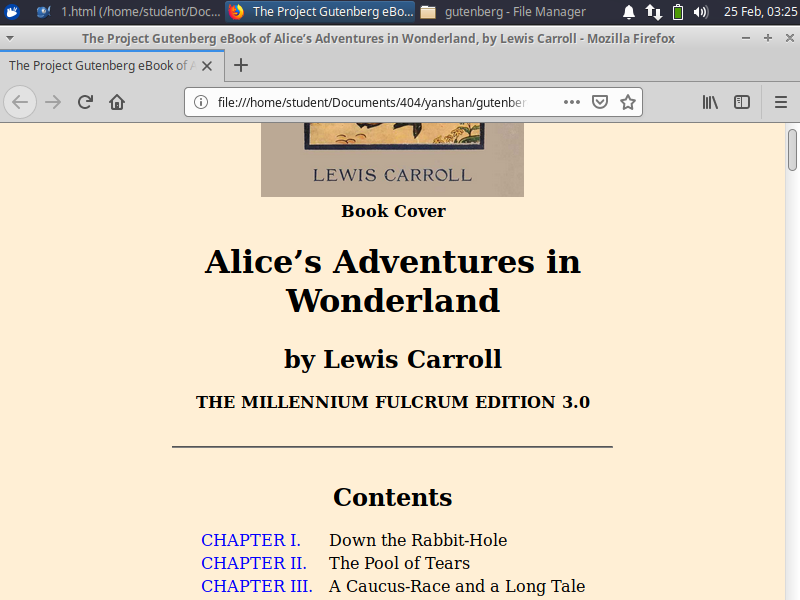 1.html (/home/student/Doc... The Project Gutenberg eBo... gutenberg - File Manager 25 Feb, 03:25
The Project Gutenberg eBook of Alice’s Adventures in Wonderland, by Lewis Carroll - Mozilla Firefox
The Project Gutenberg eBook of A
file:///home/student/Documents/404/yanshan/gutenber
LEWIS CARROLL
Book Cover
Alice’s Adventures in
Wonderland
by Lewis Carroll
THE MILLENNIUM FULCRUM EDITION 3.0
Contents
CHAPTER I. Down the Rabbit-Hole
CHAPTER II. The Pool of Tears
CHAPTER III. A Caucus-Race and a Long Tale